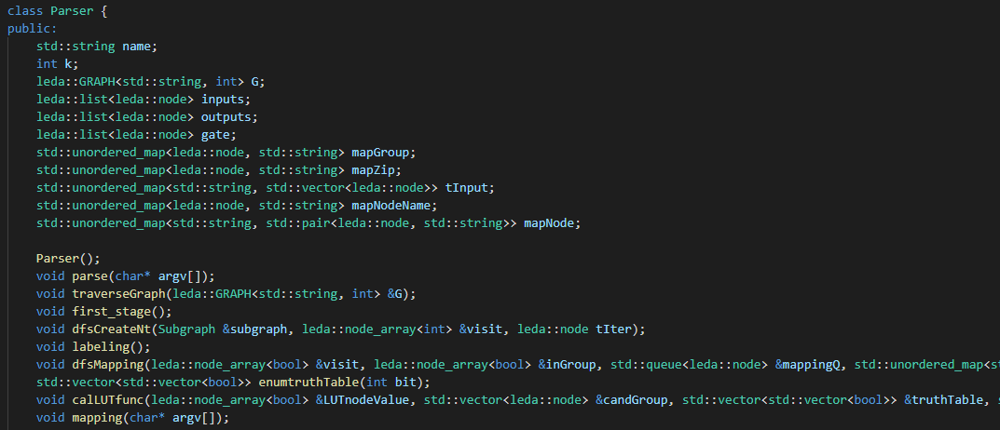 class Parser {
public:
std::string name;
int k;
leda::GRAPH<std::string, int> G;
leda::list<leda::node> inputs;
leda::list<leda::node> outputs;
leda::list<leda::node> gate;
std::unordered_map<leda::node, std::string> mapGroup;
std::unordered_map<leda::node, std::string> mapZip;
std::unordered_map<std::string, std::vector<leda::node>> tInput;
std::unordered_map<leda::node, std::string> mapNodeName;
std::unordered_map<std::string, std::pair<leda::node, std::string>> mapNode;
Parser();
void parse(char* argv[]);
void traverseGraph(leda::GRAPH<std::string, int> &G);
void first_stage();
void dfsCreateNt(Subgraph &subgraph, leda::node_array<int> &visit, leda::node tIter);
void labeling();
void dfsMapping(leda::node_array<bool> &visit, leda::node_array<bool> &inGroup, std::queue<leda::node> &mappingQ, std::unordered_map<st
std::vector<std::vector<bool>> enumtruthTable(int bit);
void calLUTfunc(leda::node_array<bool> &LUTnodeValue, std::vector<leda::node> &candGroup, std::vector<std::vector<bool>> &truthTable, s
void mapping(char* argv[]);